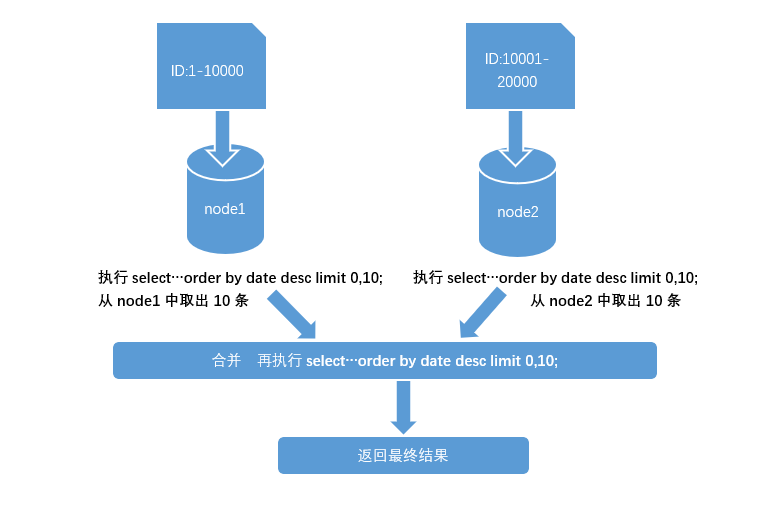 ID:1-10000
ID:10001-
20000
node1
node2
执行 select…order by date desc limit 0,10;
从 node1 中取出 10 条
执行 select…order by date desc limit 0,10;
从 node2 中取出 10 条
合并 再执行 select…order by date desc limit 0,10;
返回最终结果